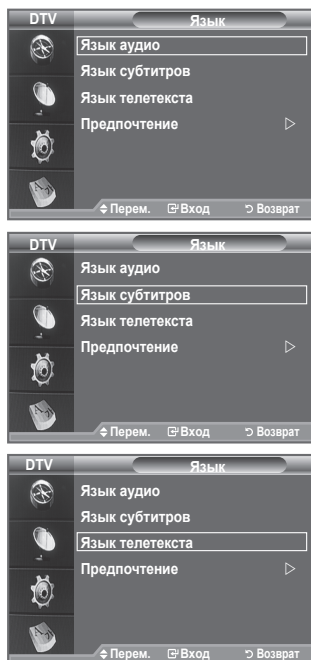 DTV Язык
Язык аудио
Язык субтитров
Язык телетекста
Предпочтение
Перем. Вход Возврат
DTV Язык
Язык аудио
Язык субтитров
Язык телетекста
Предпочтение
Перем. Вход Возврат
DTV Язык
Язык аудио
Язык субтитров
Язык телетекста
Предпочтение
Перем. Вход Возврат